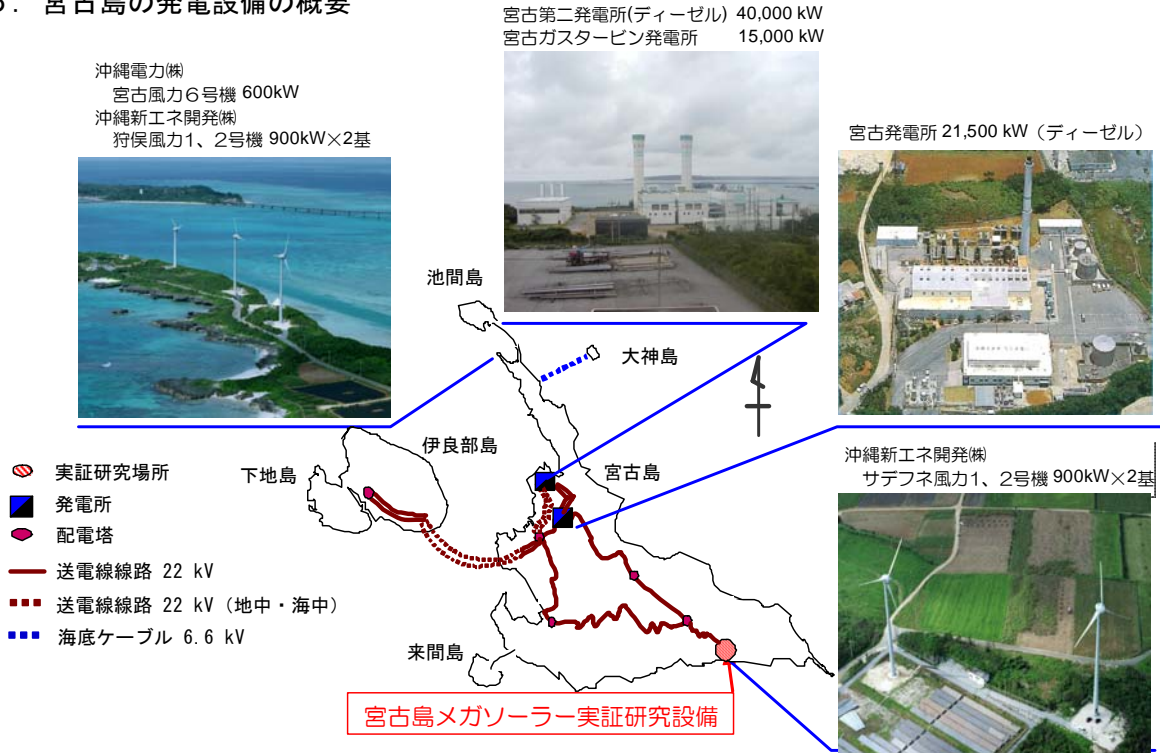 宮古島の発電設備の概要
宮古第二発電所(ディーゼル) 40,000 kW
宮古ガスタービン発電所 15,000 kW
沖縄電力㈱
宮古風力６号機 600kW
沖縄新エネ開発㈱
狩俣風力1、2号機 900kW×2基
宮古発電所 21,500 kW（ディーゼル）
池間島
大神島
伊良部島
下地島
宮古島
来間島
実証研究場所
発電所
配電塔
送電線線路 22 kV
送電線線路 22 kV（地中・海中）
海底ケーブル 6.6 kV
沖縄新エネ開発㈱
サデフネ風力1、2号機 900kW×2基
宮古島メガソーラー実証研究設備